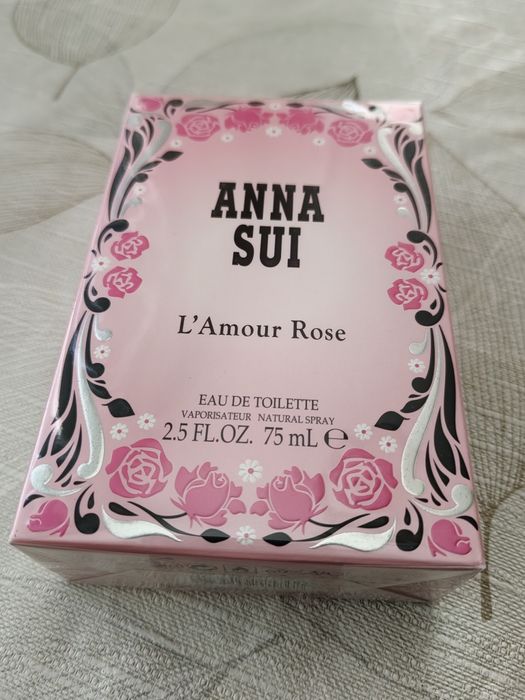 ANNA
SUI
L'Amour Rose
EAU DE TOILETTE
VAPORISATEUR NATURAL SPRAY
2.5 FL.OZ. 75 mL ℮